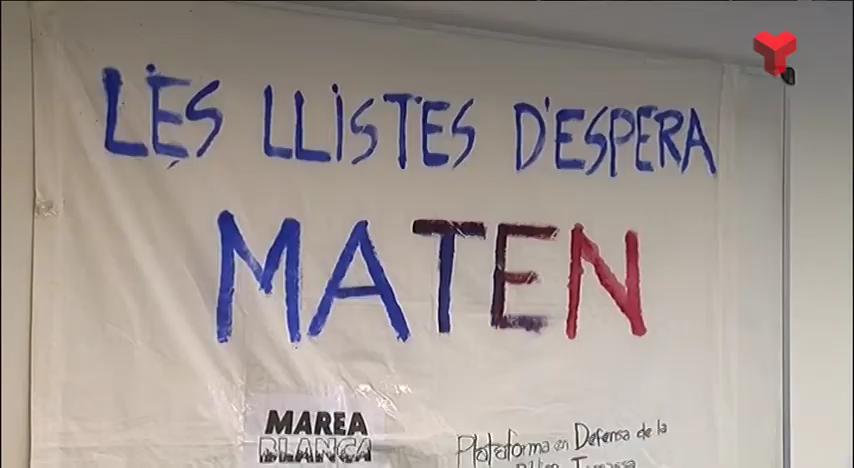 LES LLISTES D'ESPERA
MATEN
MAREA
BLANCA
Plataforma en Defensa de la